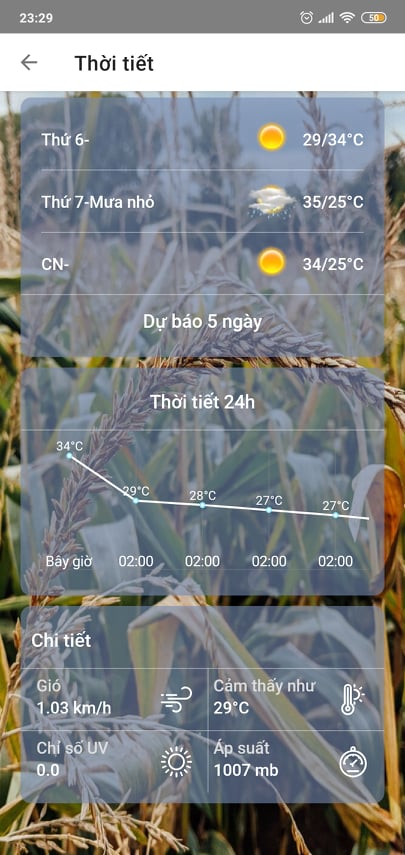 23:29
50
Thời tiết
Thứ 6-
29/34°C
Thứ 7-Mưa nhỏ
35/25°C
CN-
34/25°C
Dự báo 5 ngày
Thời tiết 24h
34°C
29°C
28°C
27°C
27°C
Bây giờ 02:00 02:00 02:00 02:00
Chi tiết
Gió
1.03 km/h
Cảm thấy như
29°C
Chỉ số UV
0.0
Áp suất
1007 mb